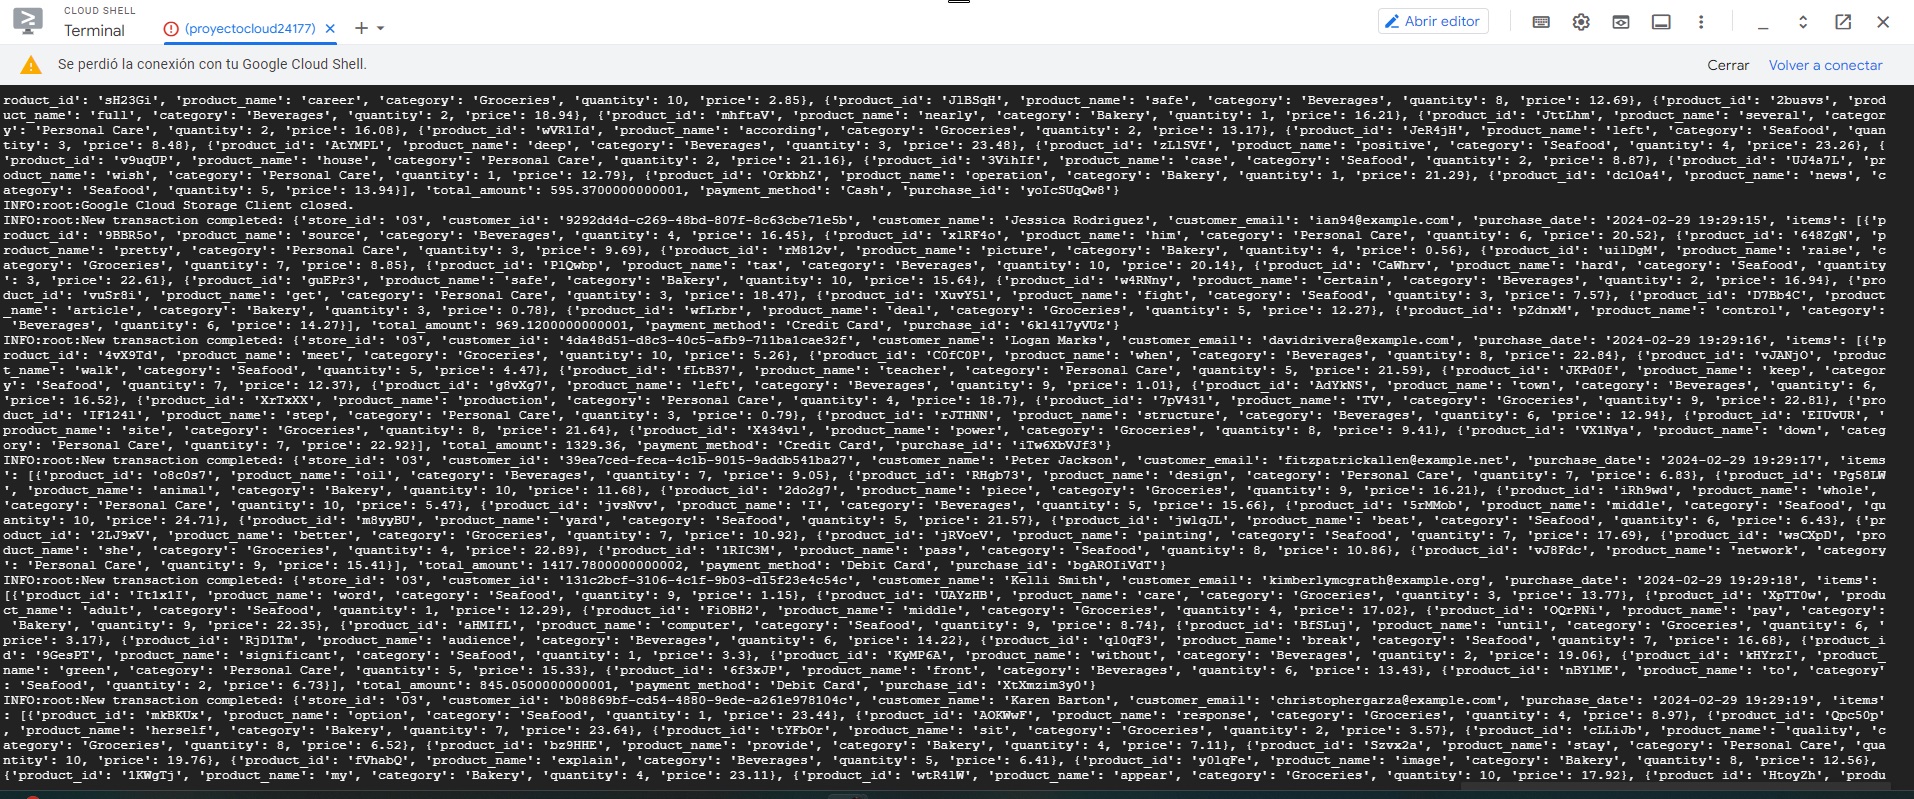 CLOUD SHELL
Terminal
(proyectocloud24177)
Abrir editor
Se perdió la conexión con tu Google Cloud Shell.
Cerrar
Volver a conectar
roduct_id': 'sH23Gi', 'product_name': 'career', 'category': 'Groceries', 'quantity': 10, 'price': 2.85}, {'product_id': 'JlBSqH', 'product_name': 'safe', 'category': 'Beverages', 'quantity': 8, 'price': 12.69}, {'product_id': '2busvs', 'prod
uct_name': 'full', 'category': 'Beverages', 'quantity': 2, 'price': 18.94}, {'product_id': 'mhftaV', 'product_name': 'nearly', 'category': 'Bakery', 'quantity': 1, 'price': 16.21}, {'product_id': 'JttLhm', 'product_name': 'several', 'categor
y': 'Personal Care', 'quantity': 2, 'price': 16.08}, {'product_id': 'wVR1Id', 'product_name': 'according', 'category': 'Groceries', 'quantity': 2, 'price': 13.17}, {'product_id': 'JeR4jH', 'product_name': 'left', 'category': 'Seafood', 'quan
tity': 3, 'price': 8.48}, {'product_id': 'AtYMPL', 'product_name': 'deep', 'category': 'Beverages', 'quantity': 3, 'price': 23.48}, {'product_id': 'zLlSVf', 'product_name': 'positive', 'category': 'Seafood', 'quantity': 4, 'price': 23.26}, {
'product_id': 'v9uqUP', 'product_name': 'house', 'category': 'Personal Care', 'quantity': 2, 'price': 21.16}, {'product_id': '3VihIf', 'product_name': 'case', 'category': 'Seafood', 'quantity': 2, 'price': 8.87}, {'product_id': 'UJ4a7L', 'pr
oduct_name': 'wish', 'category': 'Personal Care', 'quantity': 1, 'price': 12.79}, {'product_id': 'OrkbhZ', 'product_name': 'operation', 'category': 'Bakery', 'quantity': 1, 'price': 21.29}, {'product_id': 'dclOa4', 'product_name': 'news', 'c
ategory': 'Seafood', 'quantity': 5, 'price': 13.94}], 'total_amount': 595.3700000000001, 'payment_method': 'Cash', 'purchase_id': 'yoIcSUqQw8'}
INFO:root:Google Cloud Storage Client closed.
INFO:root:New transaction completed: {'store_id': '03', 'customer_id': '9292dd4d-c269-48bd-807f-8c63cbe71e5b', 'customer_name': 'Jessica Rodriguez', 'customer_email': 'ian94@example.com', 'purchase_date': '2024-02-29 19:29:15', 'items': [{'p
roduct_id': '9BBR5o', 'product_name': 'source', 'category': 'Beverages', 'quantity': 4, 'price': 16.45}, {'product_id': 'xlRF4o', 'product_name': 'him', 'category': 'Personal Care', 'quantity': 6, 'price': 20.52}, {'product_id': '648ZgN', 'p
roduct_name': 'pretty', 'category': 'Personal Care', 'quantity': 3, 'price': 9.69}, {'product_id': 'rM812v', 'product_name': 'picture', 'category': 'Bakery', 'quantity': 4, 'price': 0.56}, {'product_id': 'uilDgM', 'product_name': 'raise', 'c
ategory': 'Groceries', 'quantity': 7, 'price': 8.85}, {'product_id': 'PlQwbp', 'product_name': 'tax', 'category': 'Beverages', 'quantity': 10, 'price': 20.14}, {'product_id': 'CaWhrv', 'product_name': 'hard', 'category': 'Seafood', 'quantity
': 3, 'price': 22.61}, {'product_id': 'guEPr3', 'product_name': 'safe', 'category': 'Bakery', 'quantity': 10, 'price': 15.64}, {'product_id': 'w4RNny', 'product_name': 'certain', 'category': 'Beverages', 'quantity': 2, 'price': 16.94}, {'pro
duct_id': 'vuSr8i', 'product_name': 'get', 'category': 'Personal Care', 'quantity': 3, 'price': 18.47}, {'product_id': 'XuvY5l', 'product_name': 'fight', 'category': 'Seafood', 'quantity': 3, 'price': 7.57}, {'product_id': 'D7Bb4C', 'product
_name': 'article', 'category': 'Bakery', 'quantity': 3, 'price': 0.78}, {'product_id': 'wfLrbr', 'product_name': 'deal', 'category': 'Groceries', 'quantity': 5, 'price': 12.27}, {'product_id': 'pZdnxM', 'product_name': 'control', 'category':
'Beverages', 'quantity': 6, 'price': 14.27}], 'total_amount': 969.1200000000001, 'payment_method': 'Credit Card', 'purchase_id': '6kl4l7yVUz'}
INFO:root:New transaction completed: {'store_id': '03', 'customer_id': '4da48d51-d8c3-40c5-afb9-711ba1cae32f', 'customer_name': 'Logan Marks', 'customer_email': 'davidrivera@example.com', 'purchase_date': '2024-02-29 19:29:16', 'items': [{'p
roduct_id': '4vX9Td', 'product_name': 'meet', 'category': 'Groceries', 'quantity': 10, 'price': 5.26}, {'product_id': 'C0fC0P', 'product_name': 'when', 'category': 'Beverages', 'quantity': 8, 'price': 22.84}, {'product_id': 'vJANjO', 'produc
t_name': 'walk', 'category': 'Seafood', 'quantity': 5, 'price': 4.47}, {'product_id': 'fLtB37', 'product_name': 'teacher', 'category': 'Personal Care', 'quantity': 5, 'price': 21.59}, {'product_id': 'JKPd0f', 'product_name': 'keep', 'categor
y': 'Seafood', 'quantity': 7, 'price': 12.37}, {'product_id': 'g8vXg7', 'product_name': 'left', 'category': 'Beverages', 'quantity': 9, 'price': 1.01}, {'product_id': 'AdYkNS', 'product_name': 'town', 'category': 'Beverages', 'quantity': 6,
'price': 16.52}, {'product_id': 'XrTxXX', 'product_name': 'production', 'category': 'Personal Care', 'quantity': 4, 'price': 18.7}, {'product_id': '7pV431', 'product_name': 'TV', 'category': 'Groceries', 'quantity': 9, 'price': 22.81}, {'pro
duct_id': 'IF124l', 'product_name': 'step', 'category': 'Personal Care', 'quantity': 3, 'price': 0.79}, {'product_id': 'rJTHNN', 'product_name': 'structure', 'category': 'Beverages', 'quantity': 6, 'price': 12.94}, {'product_id': 'EIUvUR', '
product_name': 'site', 'category': 'Groceries', 'quantity': 8, 'price': 21.64}, {'product_id': 'X434vl', 'product_name': 'power', 'category': 'Groceries', 'quantity': 8, 'price': 9.41}, {'product_id': 'VX1Nya', 'product_name': 'down', 'categ
ory': 'Personal Care', 'quantity': 7, 'price': 22.92}], 'total_amount': 1329.36, 'payment_method': 'Credit Card', 'purchase_id': 'iTw6XbVJf3'}
INFO:root:New transaction completed: {'store_id': '03', 'customer_id': '39ea7ced-feca-4c1b-9015-9addb541ba27', 'customer_name': 'Peter Jackson', 'customer_email': 'fitzpatrickallen@example.net', 'purchase_date': '2024-02-29 19:29:17', 'items
': [{'product_id': 'o8c0s7', 'product_name': 'oil', 'category': 'Beverages', 'quantity': 7, 'price': 9.05}, {'product_id': 'RHgb73', 'product_name': 'design', 'category': 'Personal Care', 'quantity': 7, 'price': 6.83}, {'product_id': 'Pg58LW
', 'product_name': 'animal', 'category': 'Bakery', 'quantity': 10, 'price': 11.68}, {'product_id': '2do2g7', 'product_name': 'piece', 'category': 'Groceries', 'quantity': 9, 'price': 16.21}, {'product_id': 'iRh9wd', 'product_name': 'whole',
'category': 'Personal Care', 'quantity': 10, 'price': 5.47}, {'product_id': 'jvsNvv', 'product_name': 'I', 'category': 'Beverages', 'quantity': 5, 'price': 15.66}, {'product_id': '5rMMob', 'product_name': 'middle', 'category': 'Seafood', 'qu
antity': 10, 'price': 24.71}, {'product_id': 'm8yyBU', 'product_name': 'yard', 'category': 'Seafood', 'quantity': 5, 'price': 21.57}, {'product_id': 'jwlqJL', 'product_name': 'beat', 'category': 'Seafood', 'quantity': 6, 'price': 6.43}, {'pr
oduct_id': '2LJ9xV', 'product_name': 'better', 'category': 'Groceries', 'quantity': 7, 'price': 10.92}, {'product_id': 'jRVoeV', 'product_name': 'painting', 'category': 'Seafood', 'quantity': 7, 'price': 17.69}, {'product_id': 'wsCXpD', 'pro
duct_name': 'she', 'category': 'Groceries', 'quantity': 4, 'price': 22.89}, {'product_id': '1RIC3M', 'product_name': 'pass', 'category': 'Seafood', 'quantity': 8, 'price': 10.86}, {'product_id': 'vJ8Fdc', 'product_name': 'network', 'category
': 'Personal Care', 'quantity': 9, 'price': 15.41}], 'total_amount': 1417.7800000000002, 'payment_method': 'Debit Card', 'purchase_id': 'bgAROIiVdT'}
INFO:root:New transaction completed: {'store_id': '03', 'customer_id': '131c2bcf-3106-4c1f-9b03-d15f23e4c54c', 'customer_name': 'Kelli Smith', 'customer_email': 'kimberlymcgrath@example.org', 'purchase_date': '2024-02-29 19:29:18', 'items':
[{'product_id': 'It1x1I', 'product_name': 'word', 'category': 'Seafood', 'quantity': 9, 'price': 1.15}, {'product_id': 'UAYzHB', 'product_name': 'care', 'category': 'Groceries', 'quantity': 3, 'price': 13.77}, {'product_id': 'XpTT0w', 'produ
ct_name': 'adult', 'category': 'Seafood', 'quantity': 1, 'price': 12.29}, {'product_id': 'FiOBH2', 'product_name': 'middle', 'category': 'Groceries', 'quantity': 4, 'price': 17.02}, {'product_id': 'OQrPNi', 'product_name': 'pay', 'category':
'Bakery', 'quantity': 9, 'price': 22.35}, {'product_id': 'aHMIfL', 'product_name': 'computer', 'category': 'Seafood', 'quantity': 9, 'price': 8.74}, {'product_id': 'BfSLuj', 'product_name': 'until', 'category': 'Groceries', 'quantity': 6, '
price': 3.17}, {'product_id': 'RjD1Tm', 'product_name': 'audience', 'category': 'Beverages', 'quantity': 6, 'price': 14.22}, {'product_id': 'ql0qF3', 'product_name': 'break', 'category': 'Seafood', 'quantity': 7, 'price': 16.68}, {'product_i
d': '9GesPT', 'product_name': 'significant', 'category': 'Seafood', 'quantity': 1, 'price': 3.3}, {'product_id': 'KyMP6A', 'product_name': 'without', 'category': 'Beverages', 'quantity': 2, 'price': 19.06}, {'product_id': 'kHYrzI', 'product_
name': 'green', 'category': 'Personal Care', 'quantity': 5, 'price': 15.33}, {'product_id': '6f3xJP', 'product_name': 'front', 'category': 'Beverages', 'quantity': 6, 'price': 13.43}, {'product_id': 'nBYlME', 'product_name': 'to', 'category'
: 'Seafood', 'quantity': 2, 'price': 6.73}], 'total_amount': 845.0500000000001, 'payment_method': 'Debit Card', 'purchase_id': 'XtXmzim3y0'}
INFO:root:New transaction completed: {'store_id': '03', 'customer_id': 'b08869bf-cd54-4880-9ede-a261e978104c', 'customer_name': 'Karen Barton', 'customer_email': 'christophergarza@example.com', 'purchase_date': '2024-02-29 19:29:19', 'items'
: [{'product_id': 'mkBKUx', 'product_name': 'option', 'category': 'Seafood', 'quantity': 1, 'price': 23.44}, {'product_id': 'AOKWwF', 'product_name': 'response', 'category': 'Groceries', 'quantity': 4, 'price': 8.97}, {'product_id': 'Qpc50p'
, 'product_name': 'herself', 'category': 'Bakery', 'quantity': 7, 'price': 23.64}, {'product_id': 'tYFbOr', 'product_name': 'sit', 'category': 'Groceries', 'quantity': 2, 'price': 3.57}, {'product_id': 'cLLiJb', 'product_name': 'quality', 'c
ategory': 'Groceries', 'quantity': 8, 'price': 6.52}, {'product_id': 'bz9HHE', 'product_name': 'provide', 'category': 'Bakery', 'quantity': 4, 'price': 7.11}, {'product_id': 'Szvx2a', 'product_name': 'stay', 'category': 'Personal Care', 'qua
ntity': 10, 'price': 19.76}, {'product_id': 'fVhabQ', 'product_name': 'explain', 'category': 'Beverages', 'quantity': 5, 'price': 6.41}, {'product_id': 'y0lqFe', 'product_name': 'image', 'category': 'Bakery', 'quantity': 8, 'price': 12.56},
{'product_id': '1KWgTj', 'product_name': 'my', 'category': 'Bakery', 'quantity': 4, 'price': 23.11}, {'product_id': 'wtR4lW', 'product_name': 'appear', 'category': 'Groceries', 'quantity': 10, 'price': 17.92}, {'product_id': 'HtoyZh', 'produ